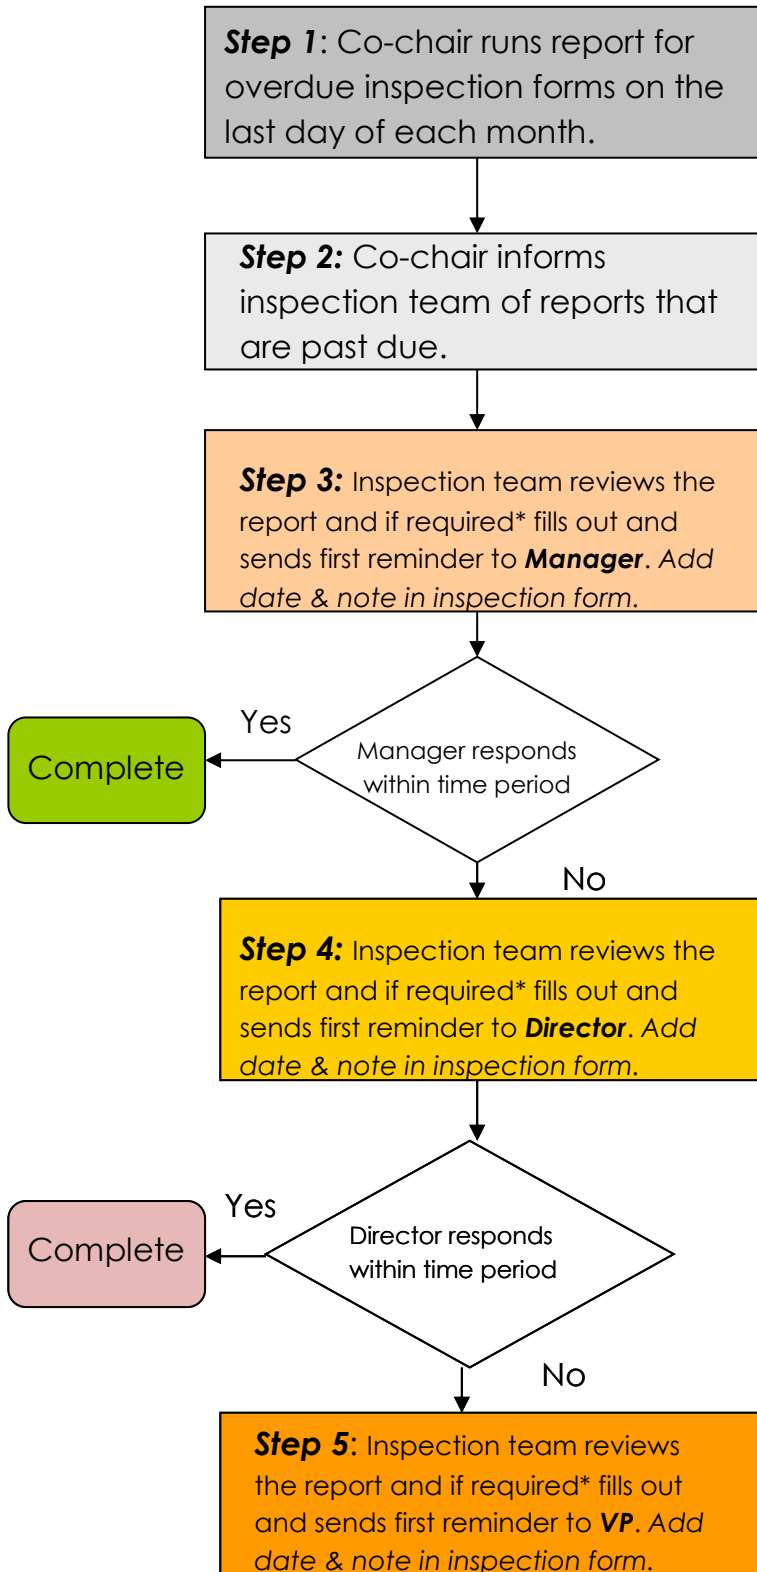 Step 1: Co-chair runs report for
overdue inspection forms on the
last day of each month.
Step 2: Co-chair informs
inspection team of reports that
are past due.
Step 3: Inspection team reviews the
report and if required* fills out and
sends first reminder to Manager. Add
date & note in inspection form.
Yes
Complete
Manager responds
within time period
No
Step 4: Inspection team reviews the
report and if required* fills out and
sends first reminder to Director. Add
date & note in inspection form.
Yes
Complete
Director responds
within time period
No
Step 5: Inspection team reviews
the report and if required* fills out
and sends first reminder to VP. Add
date & note in inspection form.